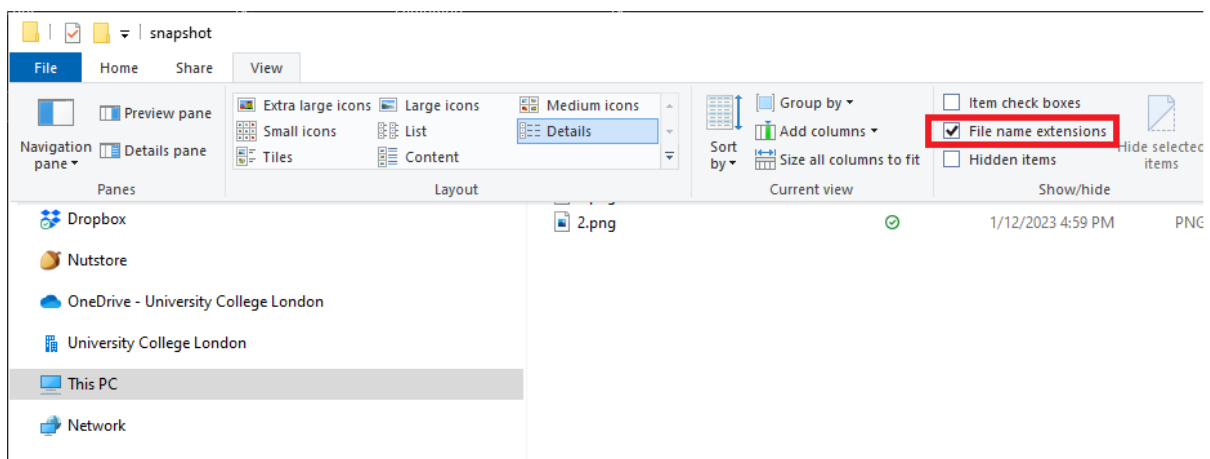 snapshot
File Home Share View
Preview pane Extra large icons Large icons Medium icons Group by Item check boxes
Small icons List Details Add columns File name extensions
Navigation pane Details pane Tiles Content Sort by Size all columns to fit Hidden items Hide selected items
Panes Layout Current view Show/hide
Dropbox 2.png 1/12/2023 4:59 PM PNG
Nutstore
OneDrive - University College London
University College London
This PC
Network